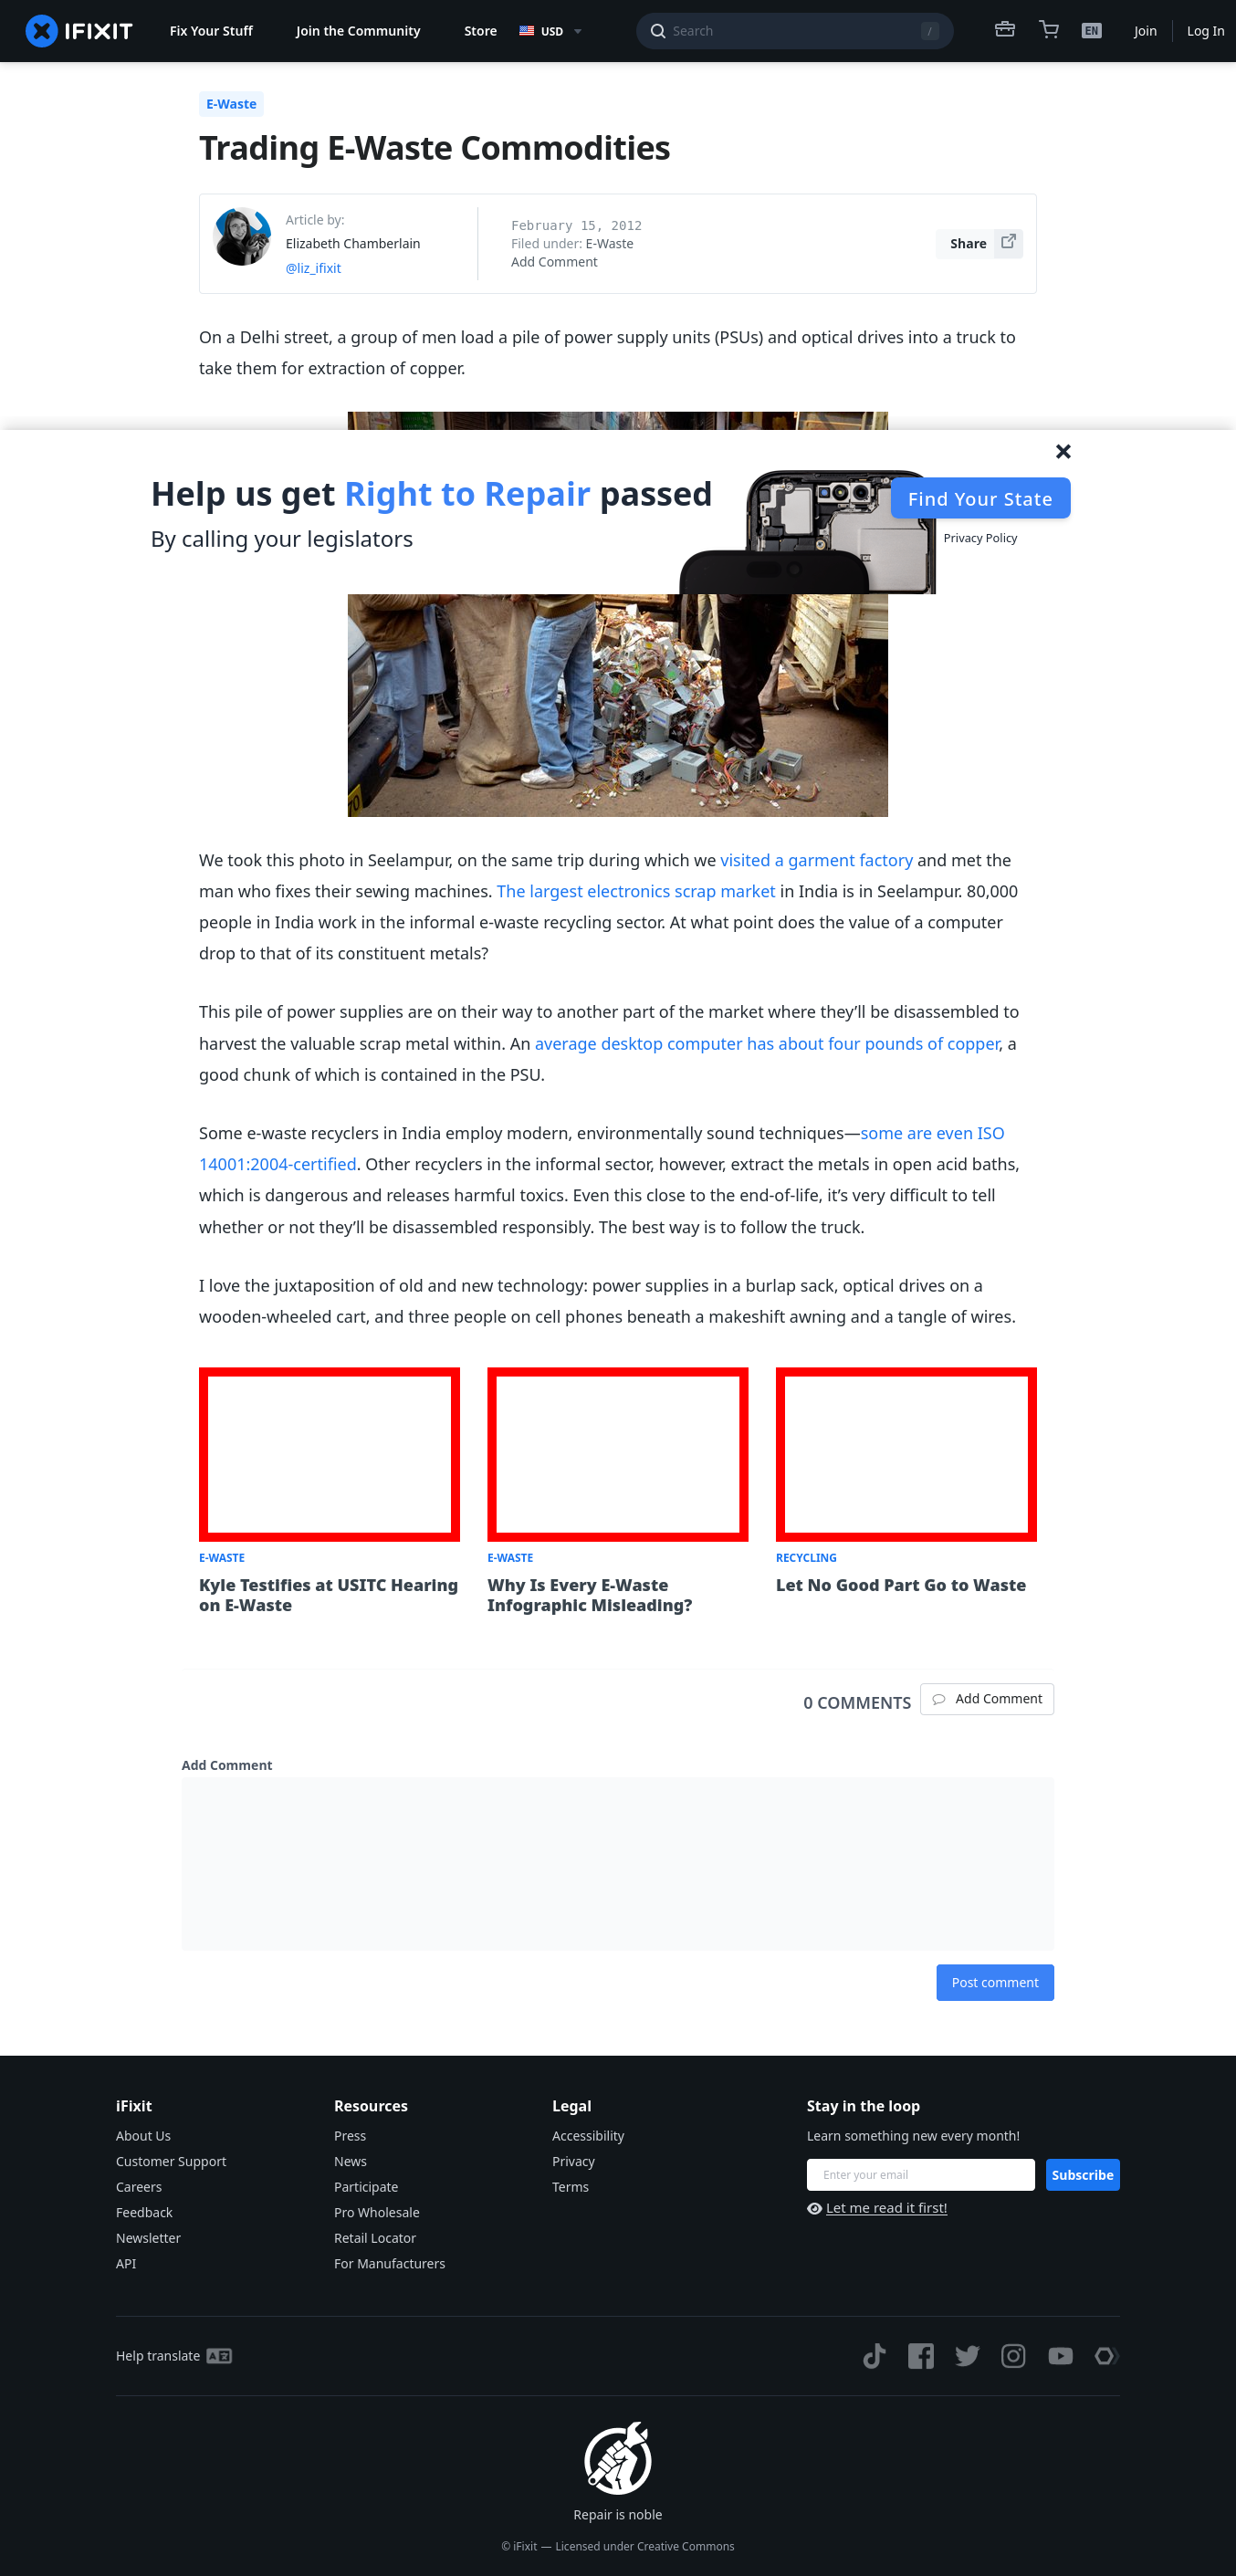 IFIXIT
Fix Your Stuff
Join the Community
Store
USD
Search
/
EN
Join
Log In
E-Waste
Trading E-Waste Commodities
Article by:
Elizabeth Chamberlain
@liz_ifixit
February 15, 2012
Filed under: E-Waste
Add Comment
Share
On a Delhi street, a group of men load a pile of power supply units (PSUs) and optical drives into a truck to
take them for extraction of copper.
Help us get Right to Repair passed
By calling your legislators
Find Your State
Privacy Policy
We took this photo in Seelampur, on the same trip during which we visited a garment factory and met the
man who fixes their sewing machines. The largest electronics scrap market in India is in Seelampur. 80,000
people in India work in the informal e-waste recycling sector. At what point does the value of a computer
drop to that of its constituent metals?
This pile of power supplies are on their way to another part of the market where they’ll be disassembled to
harvest the valuable scrap metal within. An average desktop computer has about four pounds of copper, a
good chunk of which is contained in the PSU.
Some e-waste recyclers in India employ modern, environmentally sound techniques—some are even ISO
14001:2004-certified. Other recyclers in the informal sector, however, extract the metals in open acid baths,
which is dangerous and releases harmful toxics. Even this close to the end-of-life, it’s very difficult to tell
whether or not they’ll be disassembled responsibly. The best way is to follow the truck.
I love the juxtaposition of old and new technology: power supplies in a burlap sack, optical drives on a
wooden-wheeled cart, and three people on cell phones beneath a makeshift awning and a tangle of wires.
E-WASTE
Kyle Testifies at USITC Hearing
on E-Waste
E-WASTE
Why Is Every E-Waste
Infographic Misleading?
RECYCLING
Let No Good Part Go to Waste
0 COMMENTS
Add Comment
Add Comment
Post comment
iFixit
About Us
Customer Support
Careers
Feedback
Newsletter
API
Resources
Press
News
Participate
Pro Wholesale
Retail Locator
For Manufacturers
Legal
Accessibility
Privacy
Terms
Stay in the loop
Learn something new every month!
Enter your email
Subscribe
Let me read it first!
Help translate
Repair is noble
© iFixit — Licensed under Creative Commons